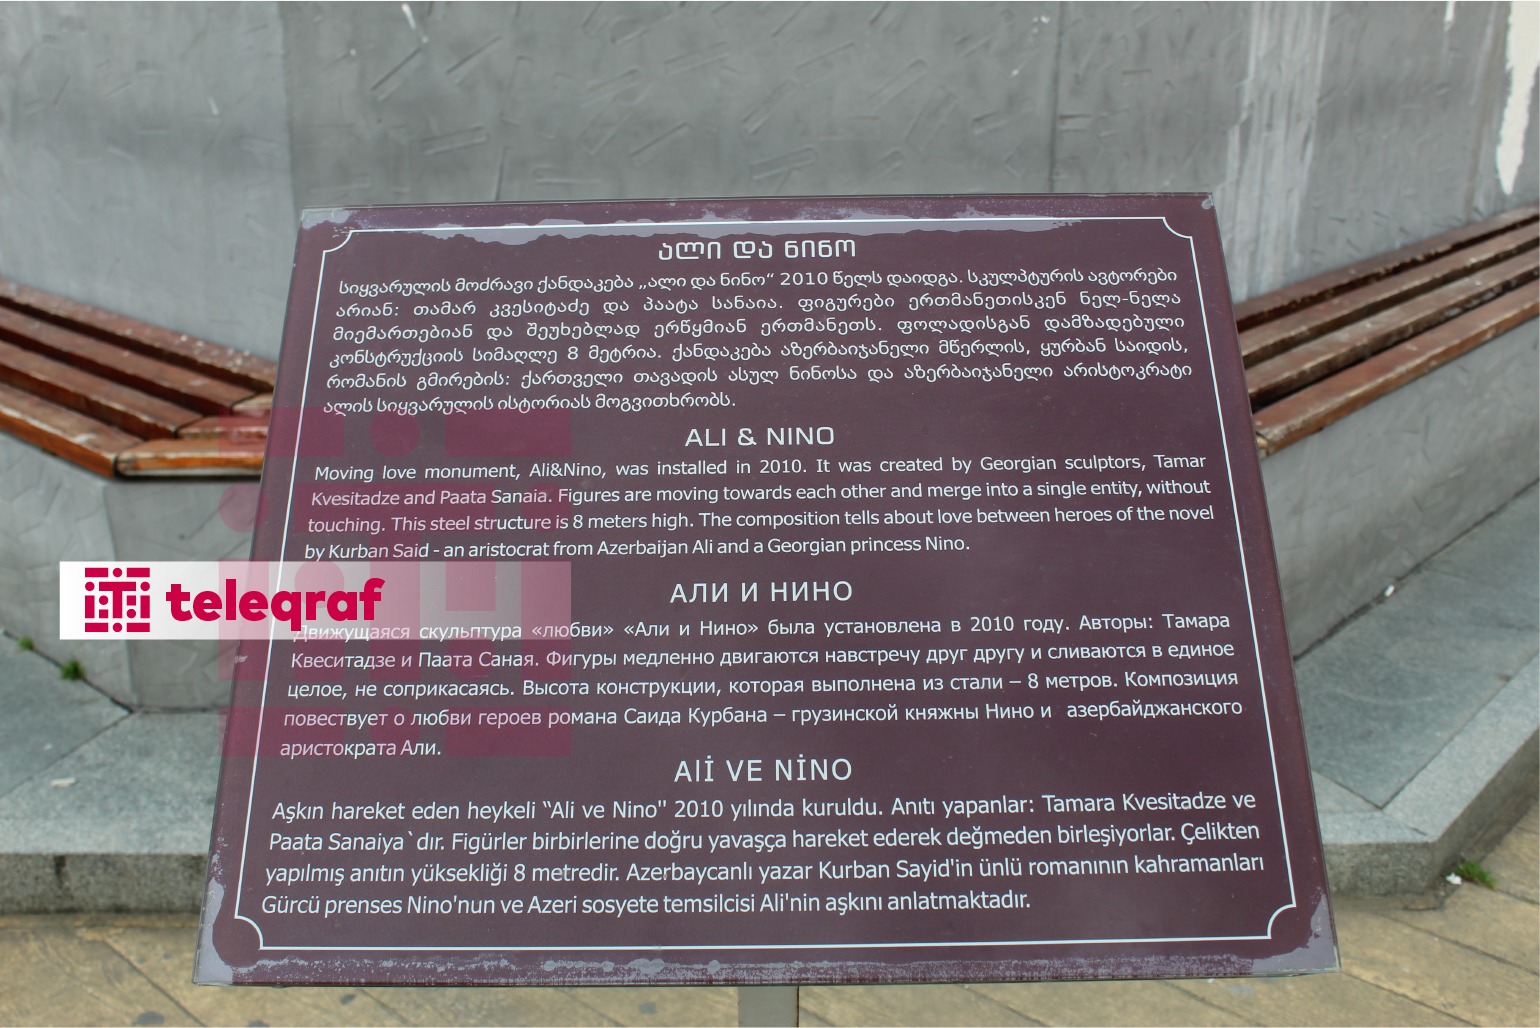 ალი და ნინო
სიყვარულის მოძრავი ქანდაკება „ალი და ნინო“ 2010 წელს დაიდგა. სკულპტურის ავტორები
არიან: თამარ კვესიტაძე და პაატა სანაია. ფიგურები ერთმანეთისკენ ნელ-ნელა
მიემართებიან და შეუხებლად ერწყმიან ერთმანეთს. ფოლადისგან დამზადებული
კონსტრუქციის სიმაღლე 8 მეტრია. ქანდაკება აზერბაიჯანელი მწერლის, ყურბან საიდის,
რომანის გმირების: ქართველი თავადის ასულ ნინოსა და აზერბაიჯანელი არისტოკრატი
ალის სიყვარულის ისტორიას მოგვითხრობს.
ALI & NINO
Moving love monument, Ali&Nino, was installed in 2010. It was created by Georgian sculptors, Tamar
Kvesitadze and Paata Sanaia. Figures are moving towards each other and merge into a single entity, without
touching. This steel structure is 8 meters high. The composition tells about love between heroes of the novel
by Kurban Said - an aristocrat from Azerbaijan Ali and a Georgian princess Nino.
teleqraf
АЛИ И НИНО
Движущаяся скульптура «любви» «Али и Нино» была установлена в 2010 году. Авторы: Тамара
Квеситадзе и Паата Саная. Фигуры медленно двигаются навстречу друг другу и сливаются в единое
целое, не соприкасаясь. Высота конструкции, которая выполнена из стали – 8 метров. Композиция
повествует о любви героев романа Саида Курбана – грузинской княжны Нино и азербайджанского
аристократа Али.
Alİ VE NİNO
Aşkın hareket eden heykeli "Ali ve Nino" 2010 yılında kuruldu. Anıtı yapanlar: Tamara Kvesitadze ve
Paata Sanaiya`dır. Figürler birbirlerine doğru yavaşça hareket ederek değmeden birleşiyorlar. Çelikten
yapılmış anıtın yüksekliği 8 metredir. Azerbaycanlı yazar Kurban Sayid'in ünlü romanının kahramanları
Gürcü prenses Nino'nun ve Azeri sosyete temsilcisi Ali'nin aşkını anlatmaktadır.